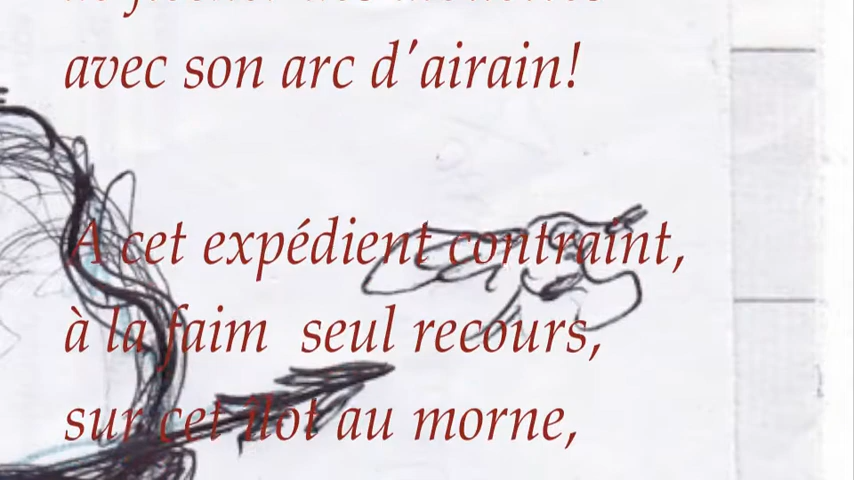 avec son arc d'airain!
A cet expédient contraint,
à la faim seul recours,
sur cet îlot au morne,